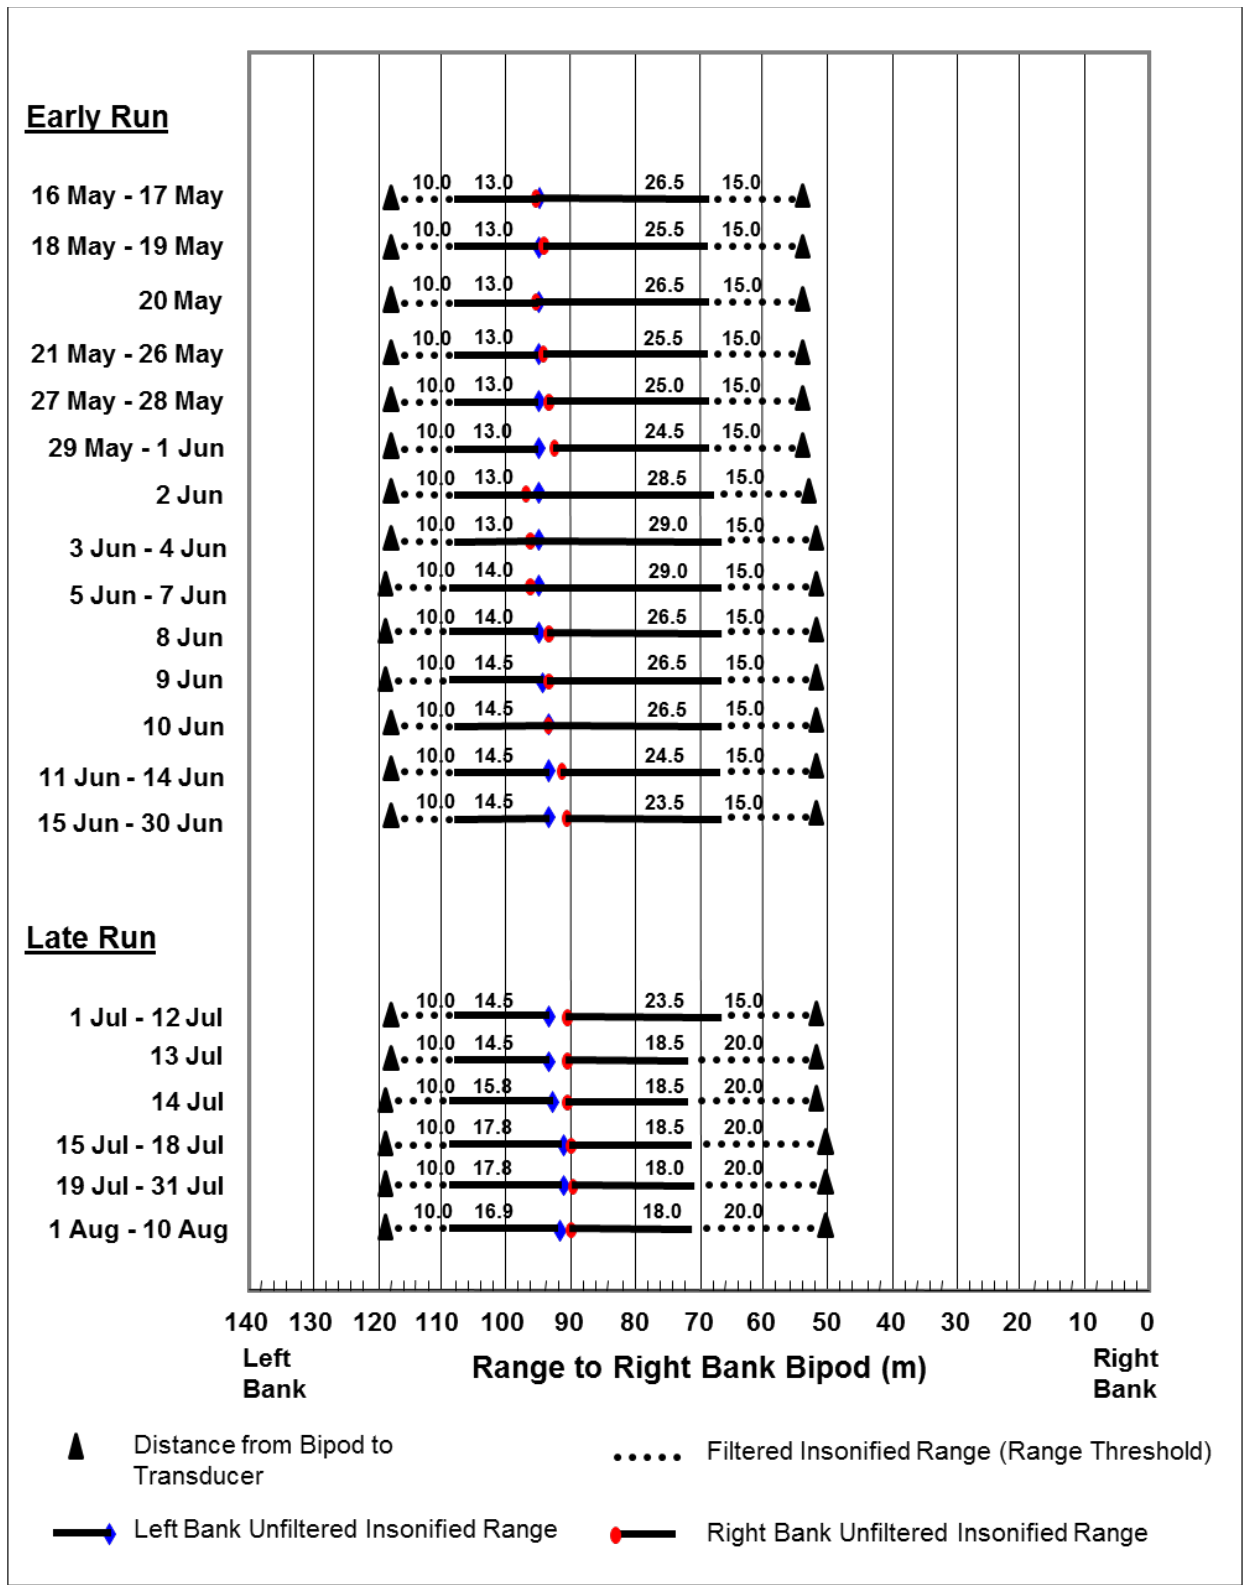 Early Run
10.0 13.0 26.5 15.0
16 May - 17 May
10.0 13.0 25.5 15.0
18 May - 19 May
10.0 13.0 26.5 15.0
20 May
10.0 13.0 25.5 15.0
21 May - 26 May
10.0 13.0 25.0 15.0
27 May - 28 May
10.0 13.0 24.5 15.0
29 May - 1 Jun
10.0 13.0 28.5 15.0
2 Jun
10.0 13.0 29.0 15.0
3 Jun - 4 Jun
10.0 14.0 29.0 15.0
5 Jun - 7 Jun
10.0 14.0 26.5 15.0
8 Jun
10.0 14.5 26.5 15.0
9 Jun
10.0 14.5 26.5 15.0
10 Jun
10.0 14.5 24.5 15.0
11 Jun - 14 Jun
10.0 14.5 23.5 15.0
15 Jun - 30 Jun
Late Run
10.0 14.5 23.5 15.0
1 Jul - 12 Jul
10.0 14.5 18.5 20.0
13 Jul
10.0 15.8 18.5 20.0
14 Jul
10.0 17.8 18.5 20.0
15 Jul - 18 Jul
10.0 17.8 18.0 20.0
19 Jul - 31 Jul
10.0 16.9 18.0 20.0
1 Aug - 10 Aug
140 130 120 110 100 90 80 70 60 50 40 30 20 10 0
Left
Bank
Range to Right Bank Bipod (m)
Right
Bank
Distance from Bipod to
Transducer
Filtered Insonified Range (Range Threshold)
Left Bank Unfiltered Insonified Range
Right Bank Unfiltered Insonified Range